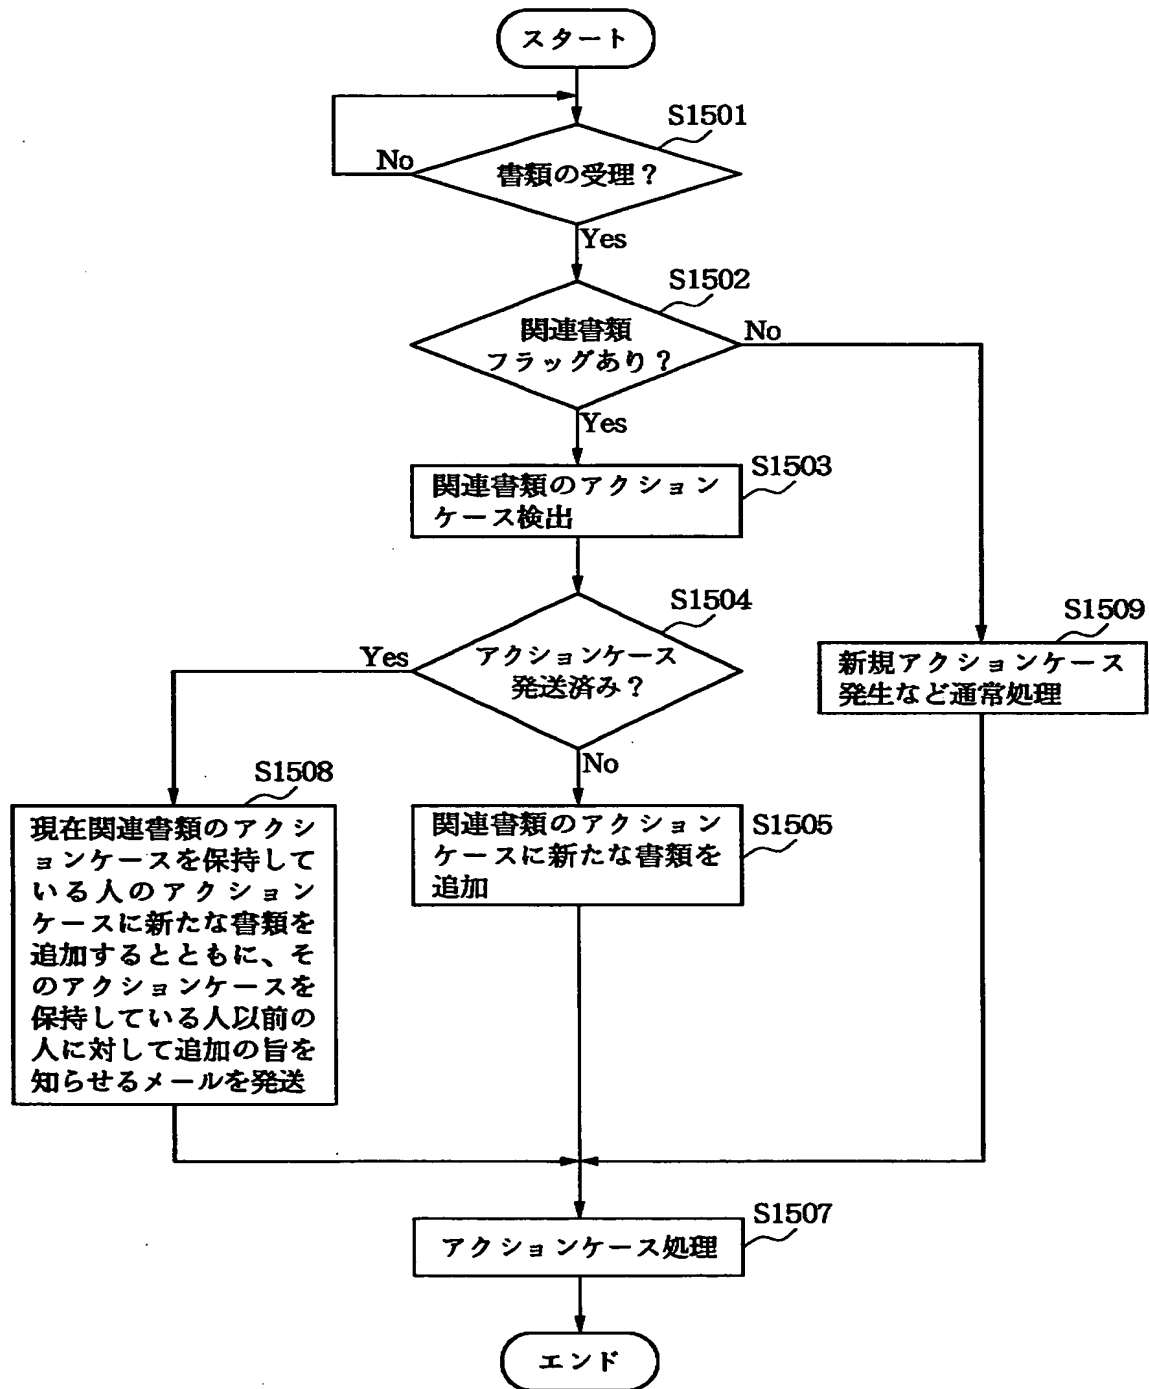 スタート
S1501
No
書類の受理？
Yes
S1502
関連書類
フラッグあり？
No
Yes
S1503
関連書類のアクション
ケース検出
S1504
Yes
アクションケース
発送済み？
No
S1509
新規アクションケース
発生など通常処理
S1508
現在関連書類のアクシ
ョンケースを保持して
いる人のアクション
ケースに新たな書類を
追加するとともに、そ
のアクションケースを
保持している人以前の
人に対して追加の旨を
知らせるメールを発送
S1505
関連書類のアクション
ケースに新たな書類を
追加
S1507
アクションケース処理
エンド